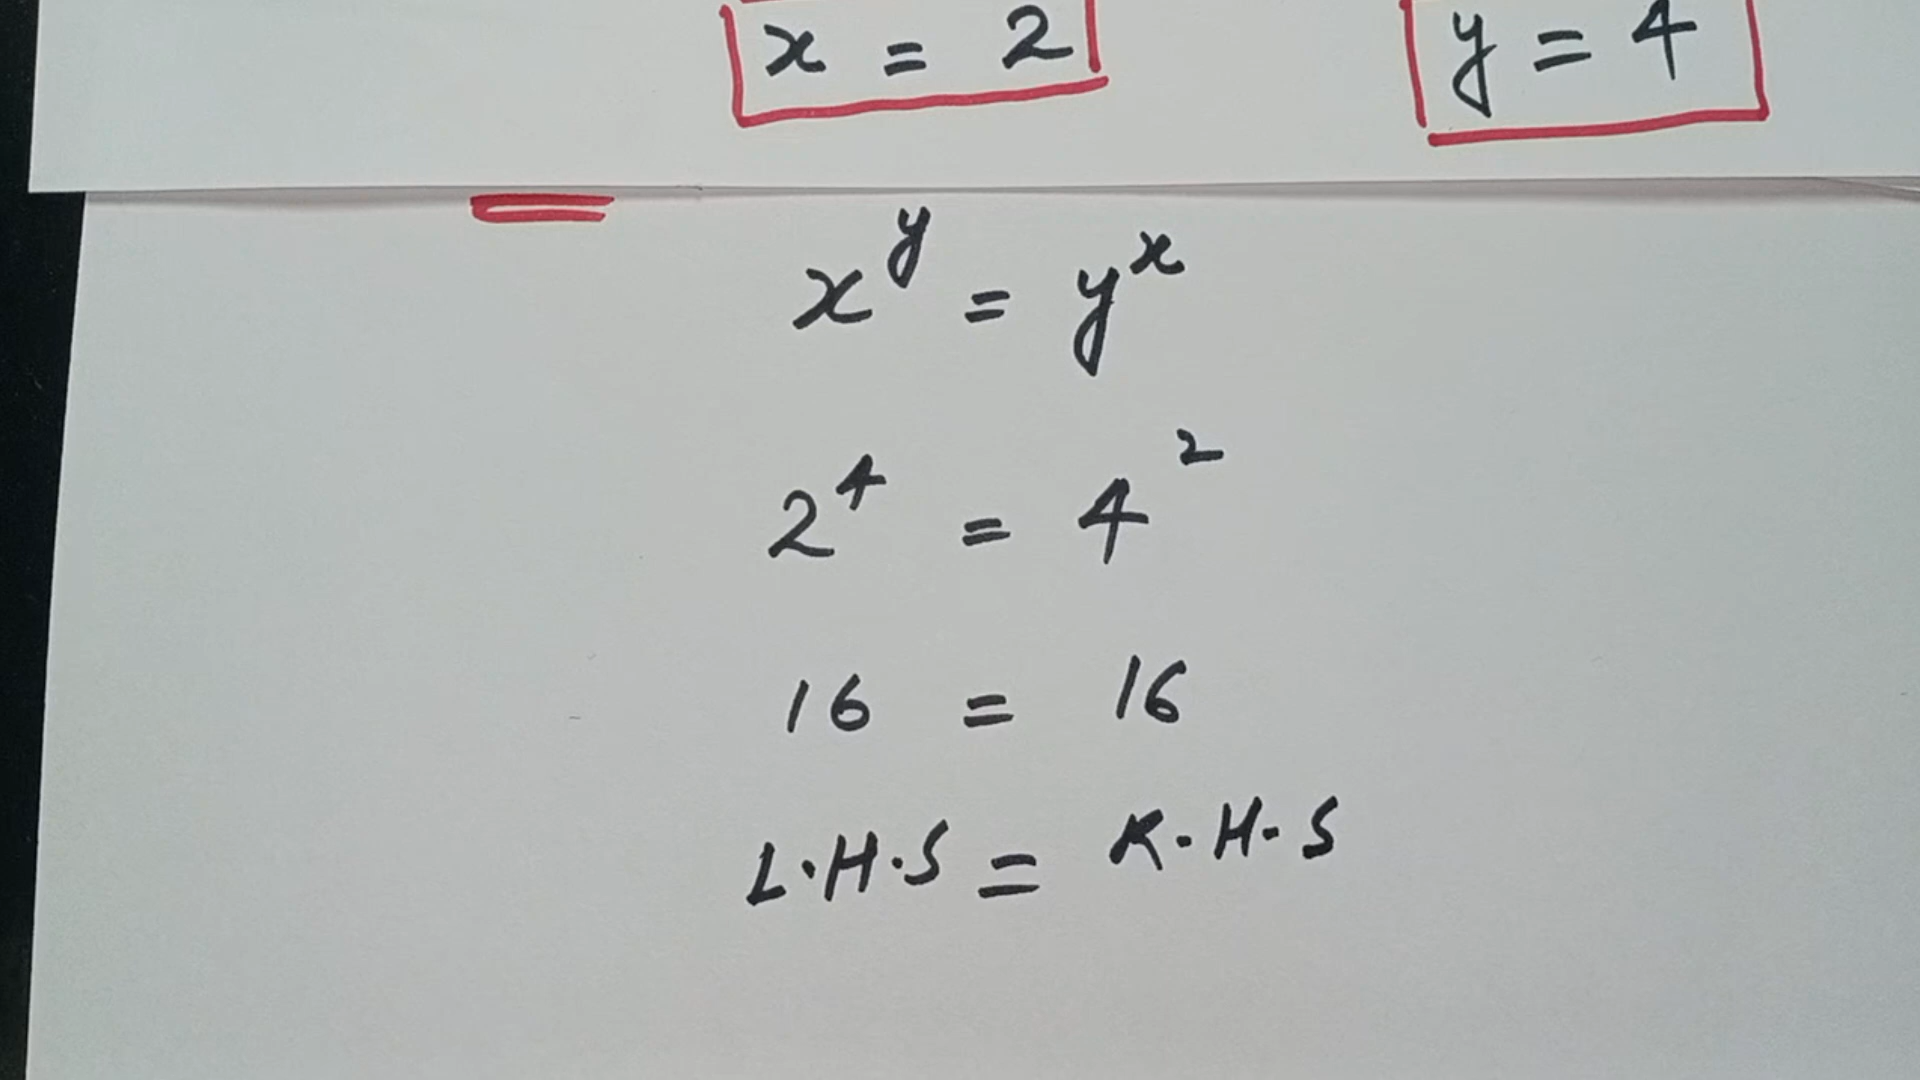 x = 2 y = 4
x^y = y^x
2^4 = 4^2
16 = 16
L.H.S = R.H.S